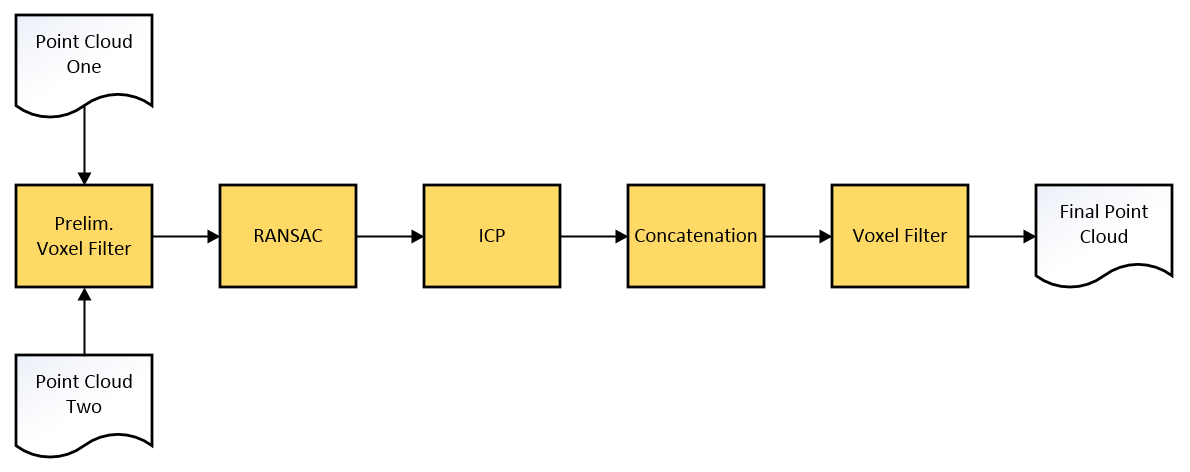 Point Cloud
One
Prelim.
Voxel Filter
RANSAC
ICP
Concatenation
Voxel Filter
Final Point
Cloud
Point Cloud
Two